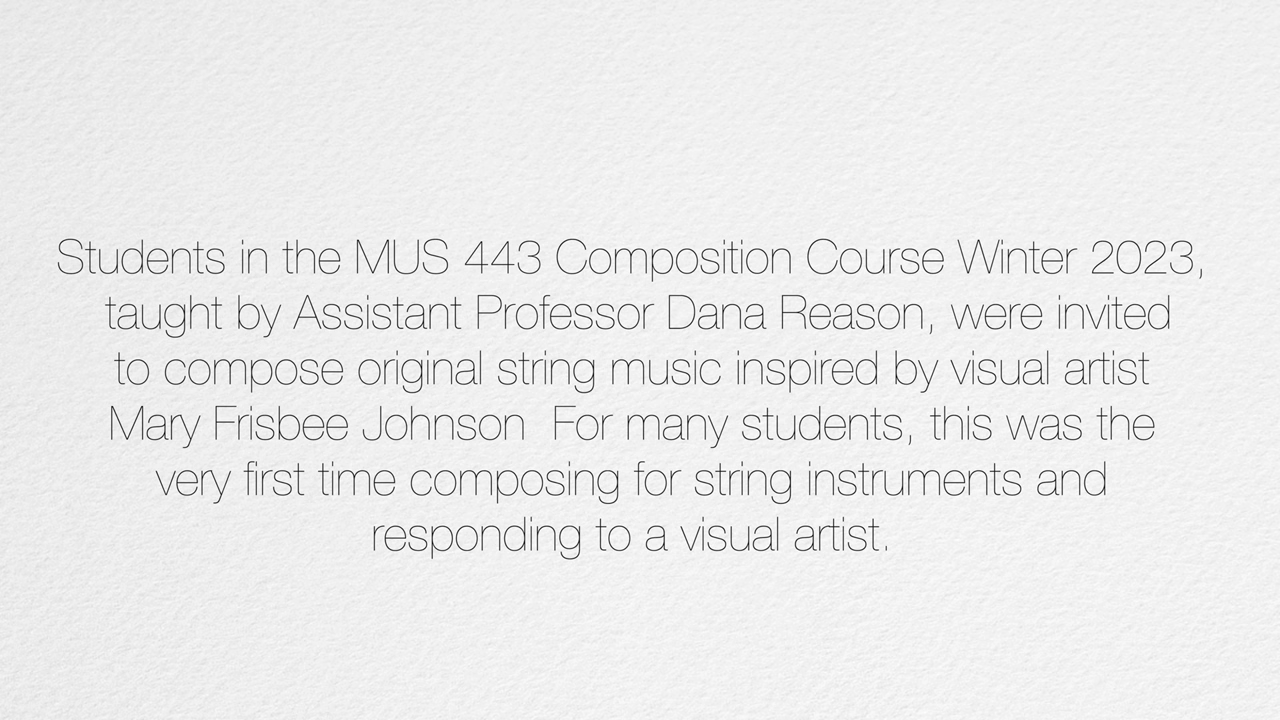 Students in the MUS 443 Composition Course Winter 2023,
taught by Assistant Professor Dana Reason, were invited
to compose original string music inspired by visual artist
Mary Frisbee Johnson  For many students, this was the
very first time composing for string instruments and
responding to a visual artist.